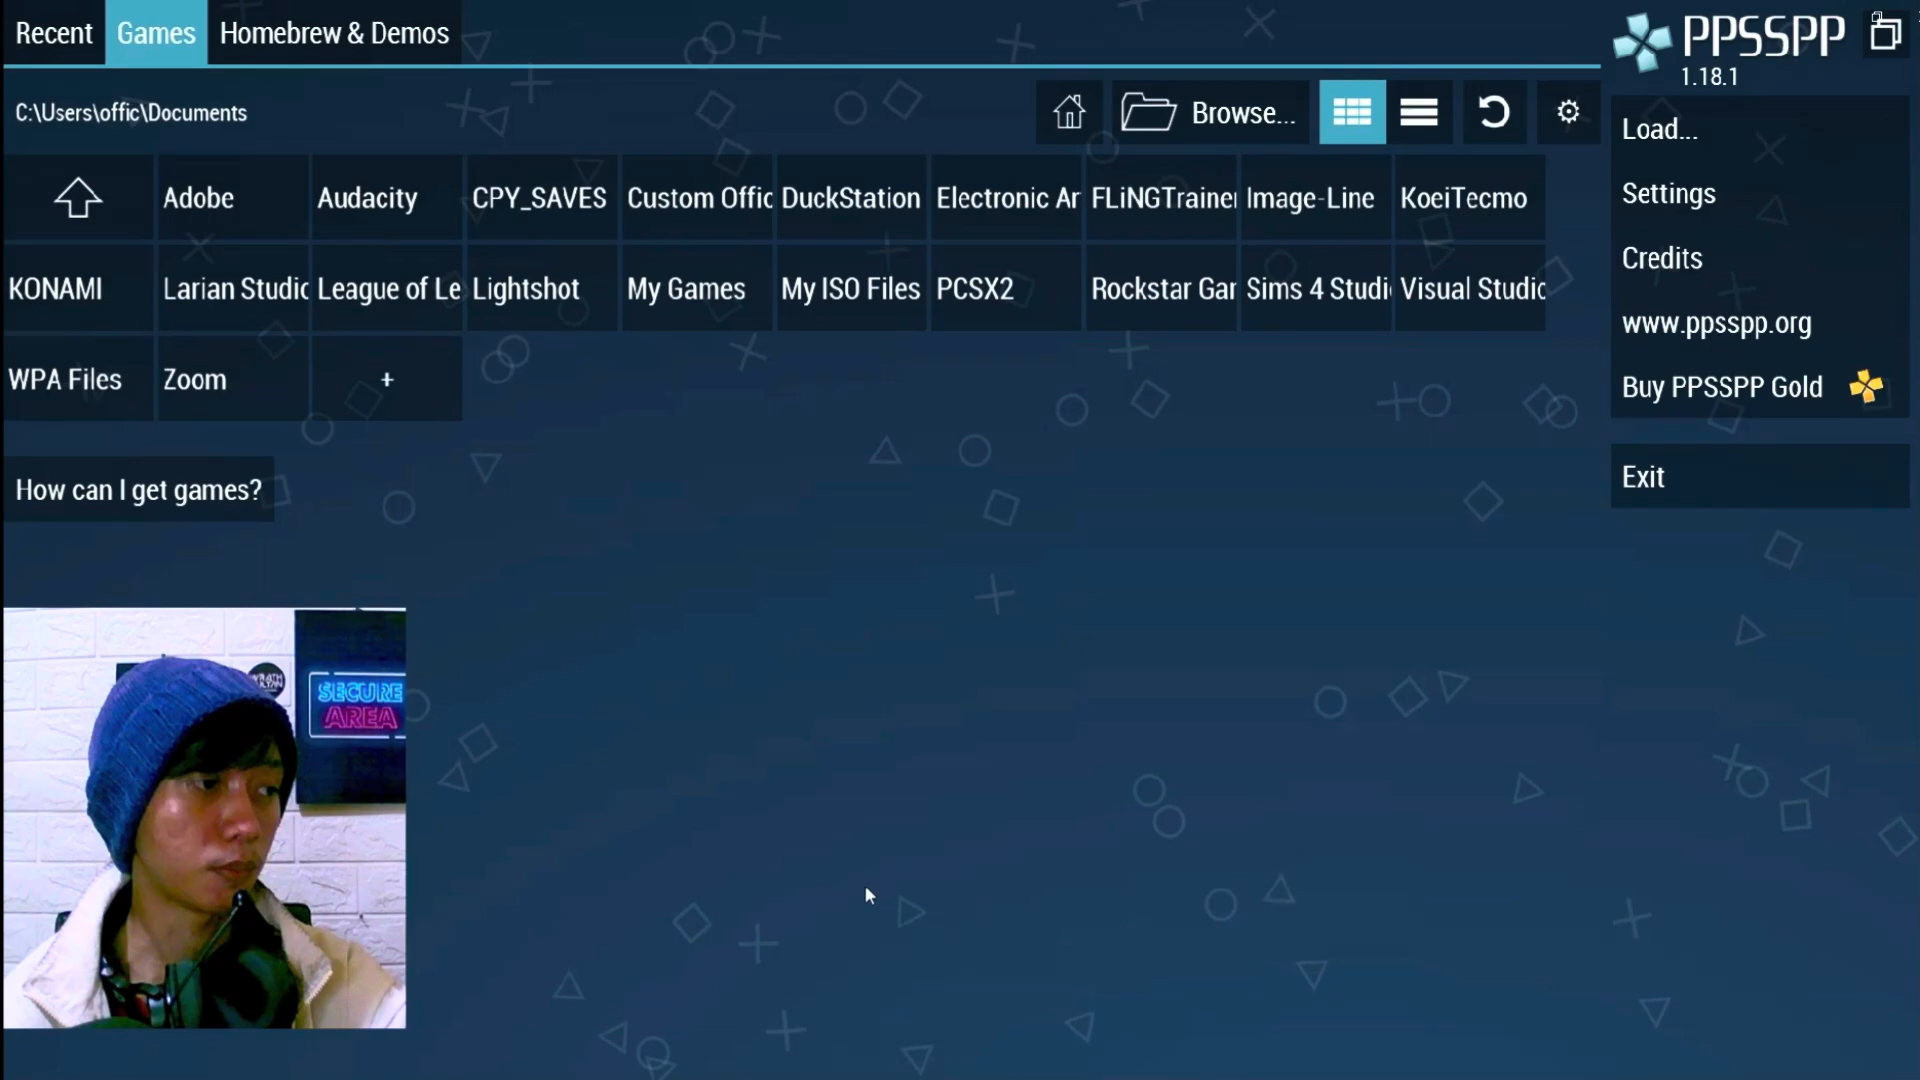 Recent Games Homebrew & Demos
PPSSPP
1.18.1
C:\Users\offic\Documents
Browse...
Adobe Audacity CPY_SAVES Custom Offic DuckStation Electronic Ar FLiNGTrainer Image-Line KoeiTecmo
KONAMI Larian Studio League of Le Lightshot My Games My ISO Files PCSX2 Rockstar Gar Sims 4 Studi Visual Studio
WPA Files Zoom +
How can I get games?
Load...
Settings
Credits
www.ppsspp.org
Buy PPSSPP Gold
Exit
SECURE
AREA